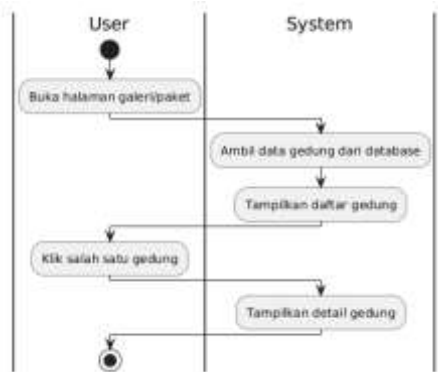 User
System
Buka halaman galeri/paket
Ambil data gedung dari database
Tampilkan daftar gedung
Klik salah satu gedung
Tampilkan detail gedung